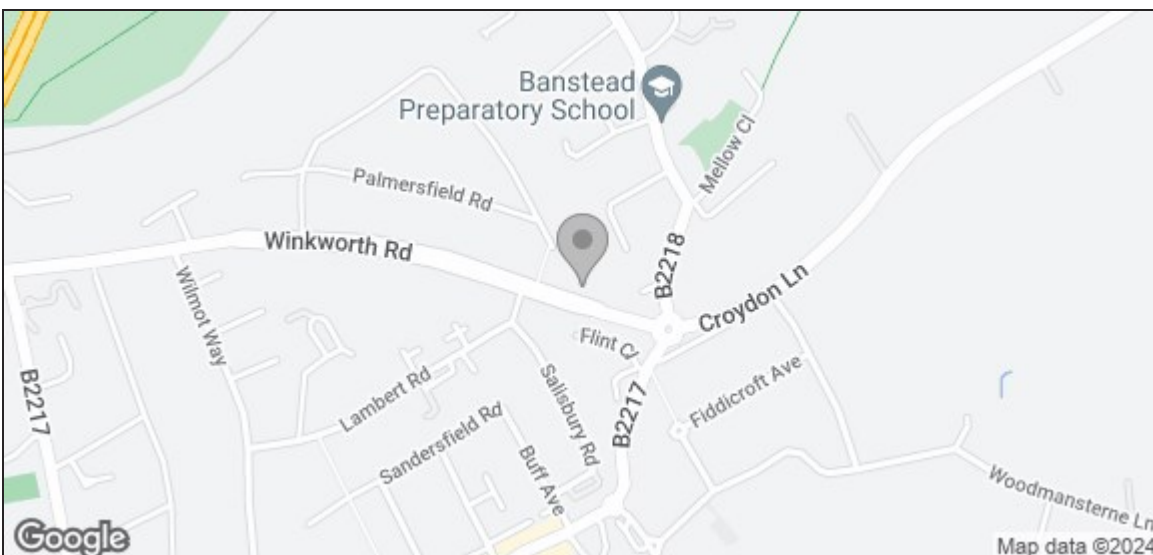 Banstead
Preparatory School
Mellow Cl
Palmersfield Rd
Winkworth Rd
B2218
Croydon Ln
Wilmot Way
Flint Cl
B2217
Lambert Rd
Salisbury Rd
B2217
Fiddicroft Ave
Sandersfield Rd
Buff Ave
Woodmansterne Ln
Google
Map data ©2024